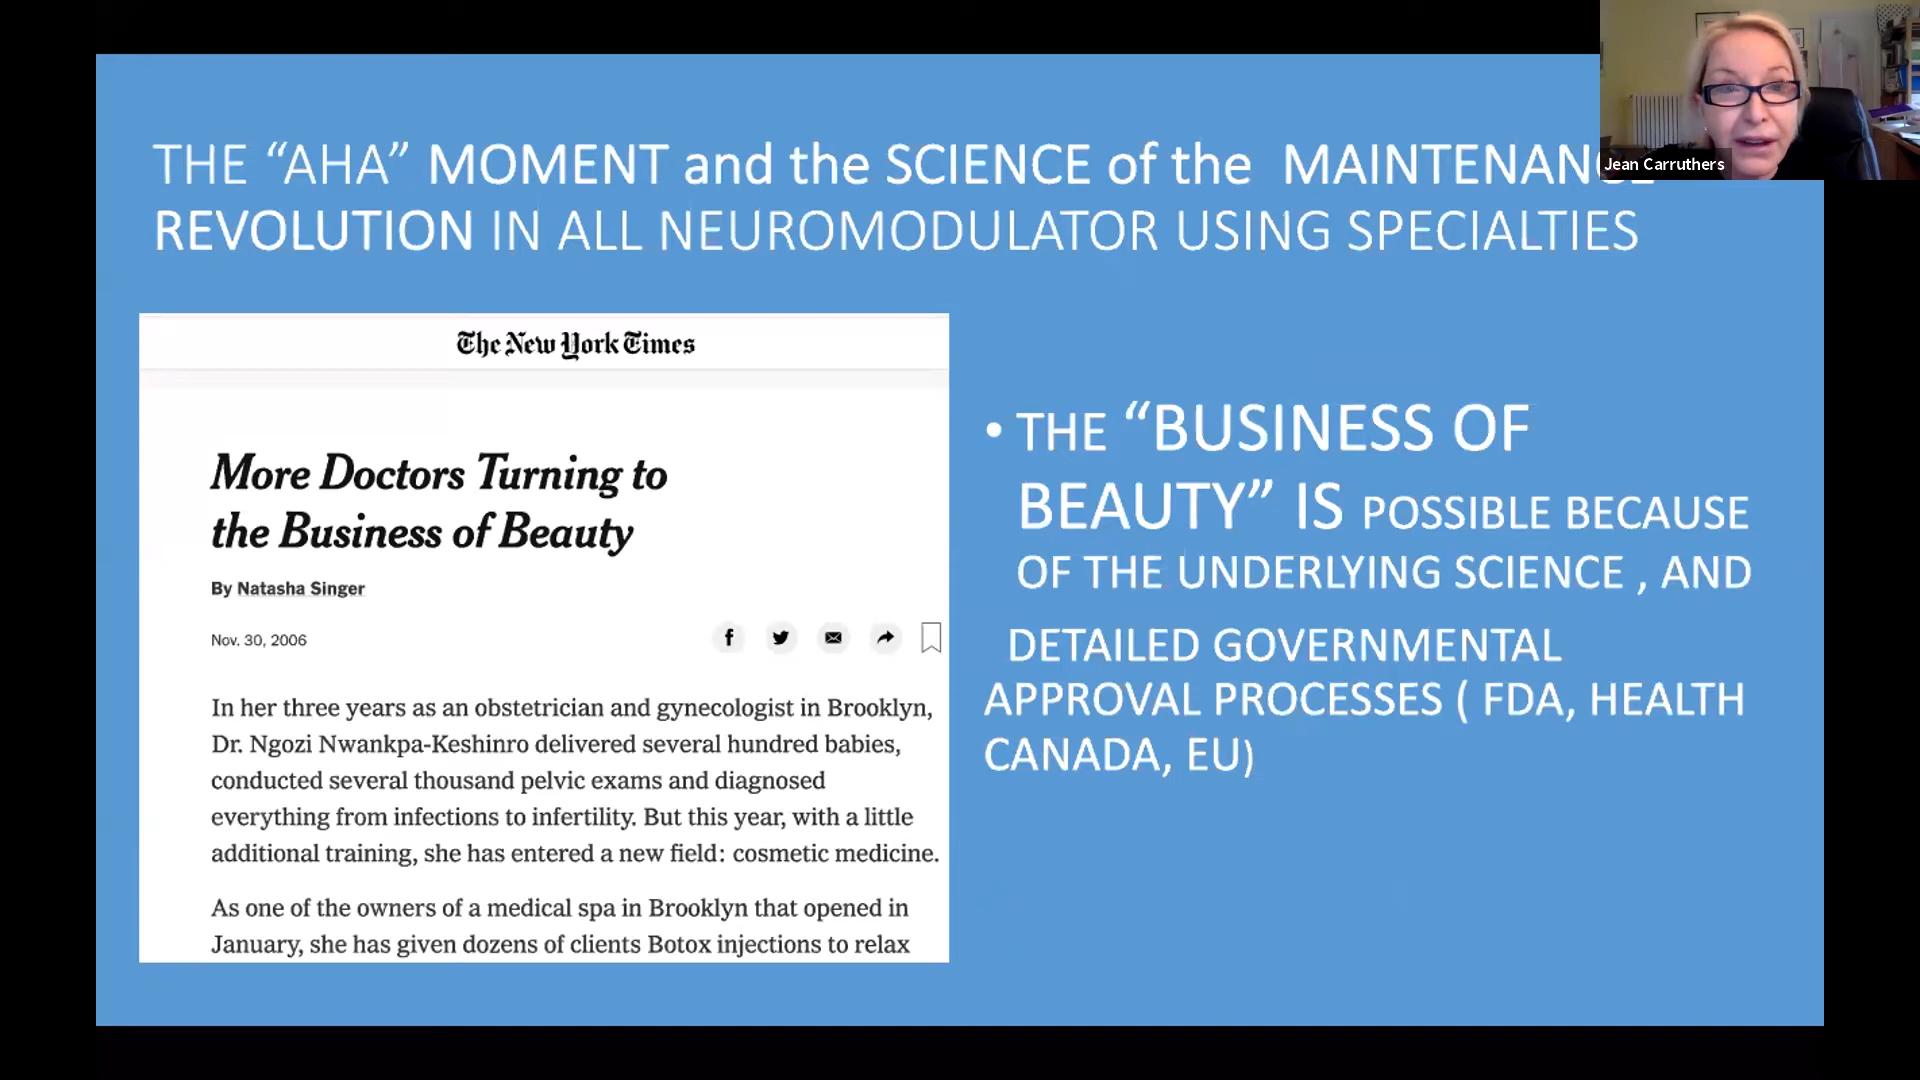 THE “AHA” MOMENT and the SCIENCE of the MAINTENANCE
REVOLUTION IN ALL NEUROMODULATOR USING SPECIALTIES
Jean Carruthers
The New York Times
More Doctors Turning to
the Business of Beauty
By Natasha Singer
Nov. 30, 2006
In her three years as an obstetrician and gynecologist in Brooklyn,
Dr. Ngozi Nwankpa-Keshinro delivered several hundred babies,
conducted several thousand pelvic exams and diagnosed
everything from infections to infertility. But this year, with a little
additional training, she has entered a new field: cosmetic medicine.
As one of the owners of a medical spa in Brooklyn that opened in
January, she has given dozens of clients Botox injections to relax
• THE “BUSINESS OF
BEAUTY” IS POSSIBLE BECAUSE
OF THE UNDERLYING SCIENCE , AND
DETAILED GOVERNMENTAL
APPROVAL PROCESSES ( FDA, HEALTH
CANADA, EU)